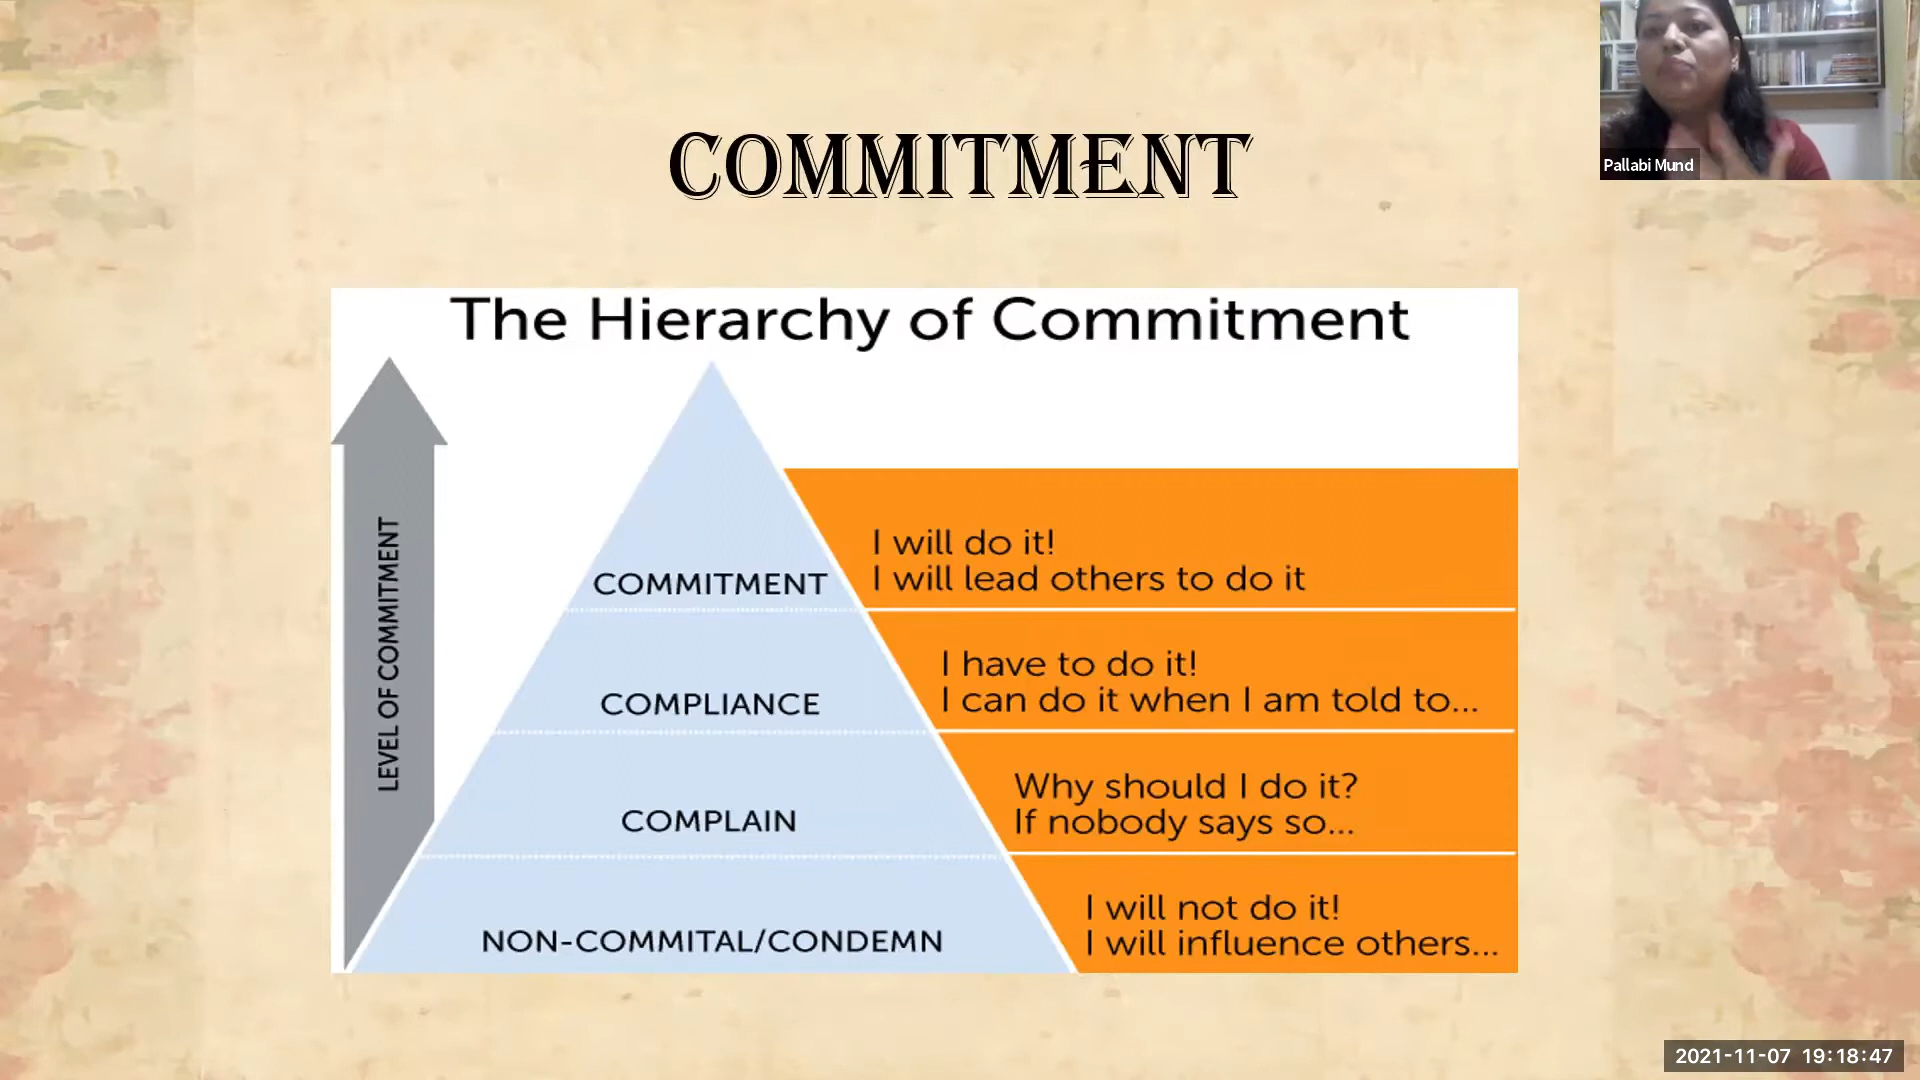 COMMITMENT
Pallabi Mund
The Hierarchy of Commitment
LEVEL OF COMMITMENT
COMMITMENT
I will do it!
I will lead others to do it
COMPLIANCE
I have to do it!
I can do it when I am told to...
COMPLAIN
Why should I do it?
If nobody says so...
NON-COMMITAL/CONDEMN
I will not do it!
I will influence others...
2021-11-07 19:18:47